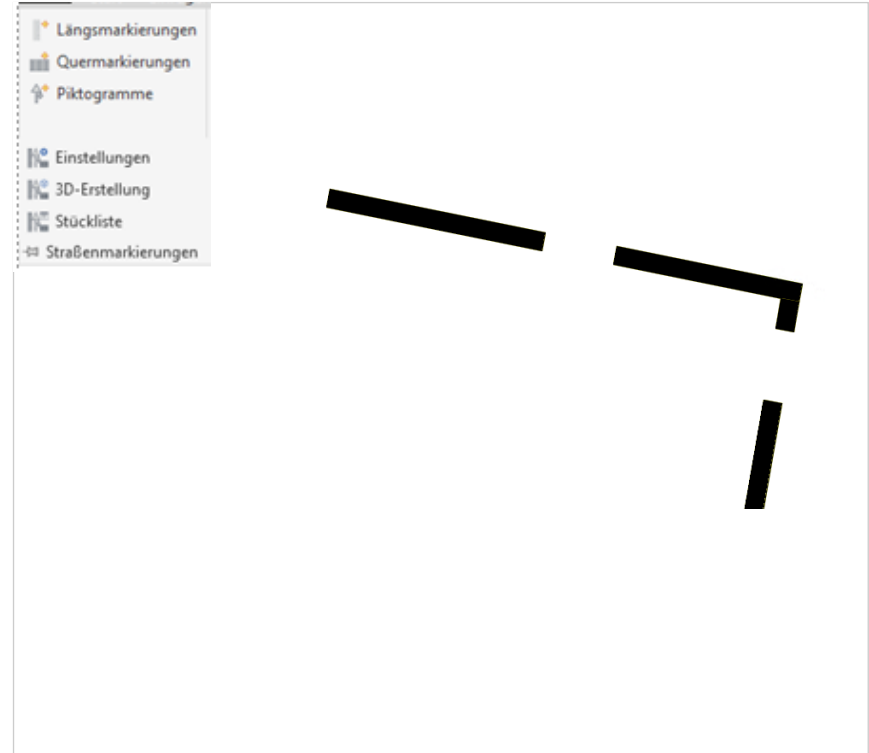 Längsmarkierungen
Quermarkierungen
Piktogramme
Einstellungen
3D-Erstellung
Stückliste
Straßenmarkierungen